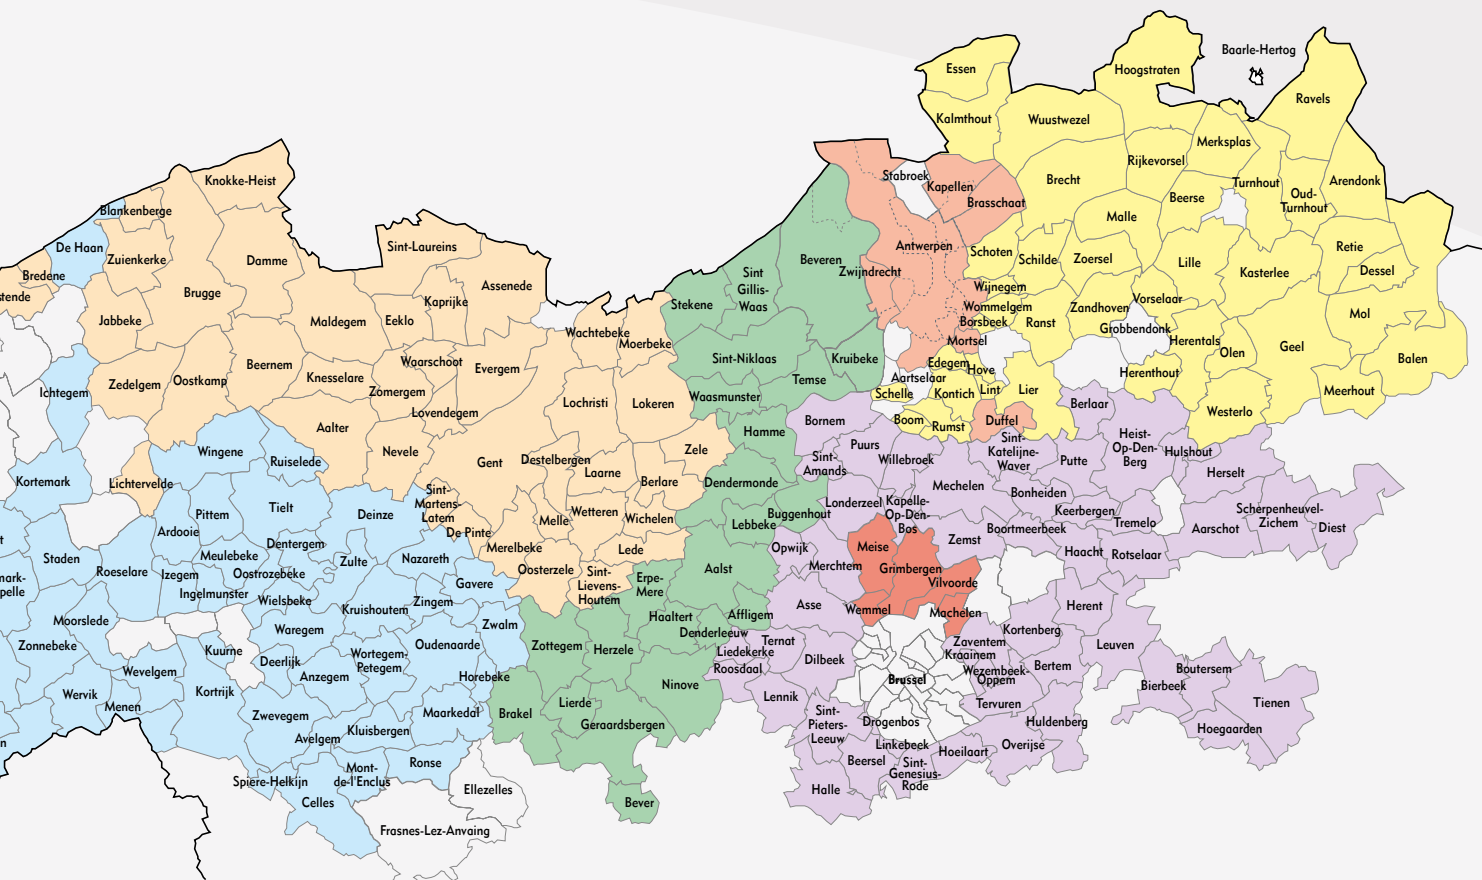 Baarle-Hertog
Essen
Hoogstraten
Ravels
Kalmthout
Wuustwezel
Merksplas
Rijkevorsel
Stabroek
Kapellen
Brasschaat
Brecht
Turnhout
Arendonk
Beerse
Oud-
Turnhout
Malle
Knokke-Heist
Blankenberge
De Haan
Zuienkerke
Damme
Sint-Laureins
Antwerpen
Schoten
Schilde
Zoersel
Lille
Kasterlee
Retie
Dessel
Bredene
Brugge
Kaprijke
Assenede
Sint
Gillis-
Waas
Beveren
Zwijndrecht
Stekene
Wijnegem
Wommelgem
Borsbeek
Ranst
Zandhoven
Vorselaar
Grobbendonk
Mol
stende
Jabbeke
Maldegem
Eeklo
Wachtebeke
Moerbeke
Mortsel
Herentals
Olen
Geel
Balen
Beernem
Waarschoot
Evergem
Sint-Niklaas
Kruibeke
Edegem
Hove
Aartselaar
Herenthout
Meerhout
Zedelgem
Oostkamp
Knesselare
Zomergem
Temse
Schelle
Kontich
Lint
Lier
Ichtegem
Lovendegem
Lochristi
Lokeren
Waasmunster
Berlaar
Westerlo
Aalter
Bornem
Boom
Rumst
Duffel
Hamme
Heist-
Op-Den-
Berg
Wingene
Ruiselede
Nevele
Gent
Destelbergen
Zele
Puurs
Sint-
Amands
Willebroek
Sint-
Katelijne-
Waver
Putte
Hulshout
Herselt
Kortemark
Lichtervelde
Laarne
Berlare
Dendermonde
Mechelen
Bonheiden
Sint-
Martens-
Latem
Wetteren
Wichelen
Melle
Lebbeke
Buggenhout
Londerzeel
Kapelle-
Op-Den-
Bos
Keerbergen
Tremelo
Boortmeerbeek
Aarschot
Scherpenheuvel-
Zichem
Diest
Pittem
Tielt
Deinze
Ardooie
De Pinte
Merelbeke
Lede
Opwijk
Meise
Zemst
Haacht
Rotselaar
Staden
Meulebeke
Dentergem
Zulte
Nazareth
Oosterzele
Sint-
Lievens-
Houtem
Erpe-
Mere
Aalst
Merchtem
Grimbergen
Vilvoorde
Roeselare
Izegem
Oostrozebeke
Ingelmunster
Gavere
mark-
pelle
Wielsbeke
Kruishoutem
Zingem
Zwalm
Haaltert
Affligem
Asse
Wemmel
Machelen
Herent
Moorslede
Waregem
Denderleeuw
Kortenberg
Zonnebeke
Kuurne
Deerlijk
Wortegem-
Petegem
Oudenaarde
Zottegem
Herzele
Ternat
Liedekerke
Roosdaal
Dilbeek
Zaventem
Kraainem
Leuven
Wevelgem
Anzegem
Horebeke
Ninove
Brussel
Wezembeek-
Oppem
Bertem
Boutersem
Bierbeek
Wervik
Menen
Kortrijk
Zwevegem
Maarkedal
Brakel
Lierde
Geraardsbergen
Lennik
Sint-
Pieters-
Leeuw
Drogenbos
Tervuren
Huldenberg
Tienen
Hoegaarden
Kluisbergen
Avelgem
Linkebeek
Hoeilaart
Overijse
Mont-
de-l'Enclus
Ronse
Beersel
Sint-
Genesius-
Rode
Spiere-Helkijn
Celles
Ellezelles
Bever
Halle
Frasnes-Lez-Anvaing